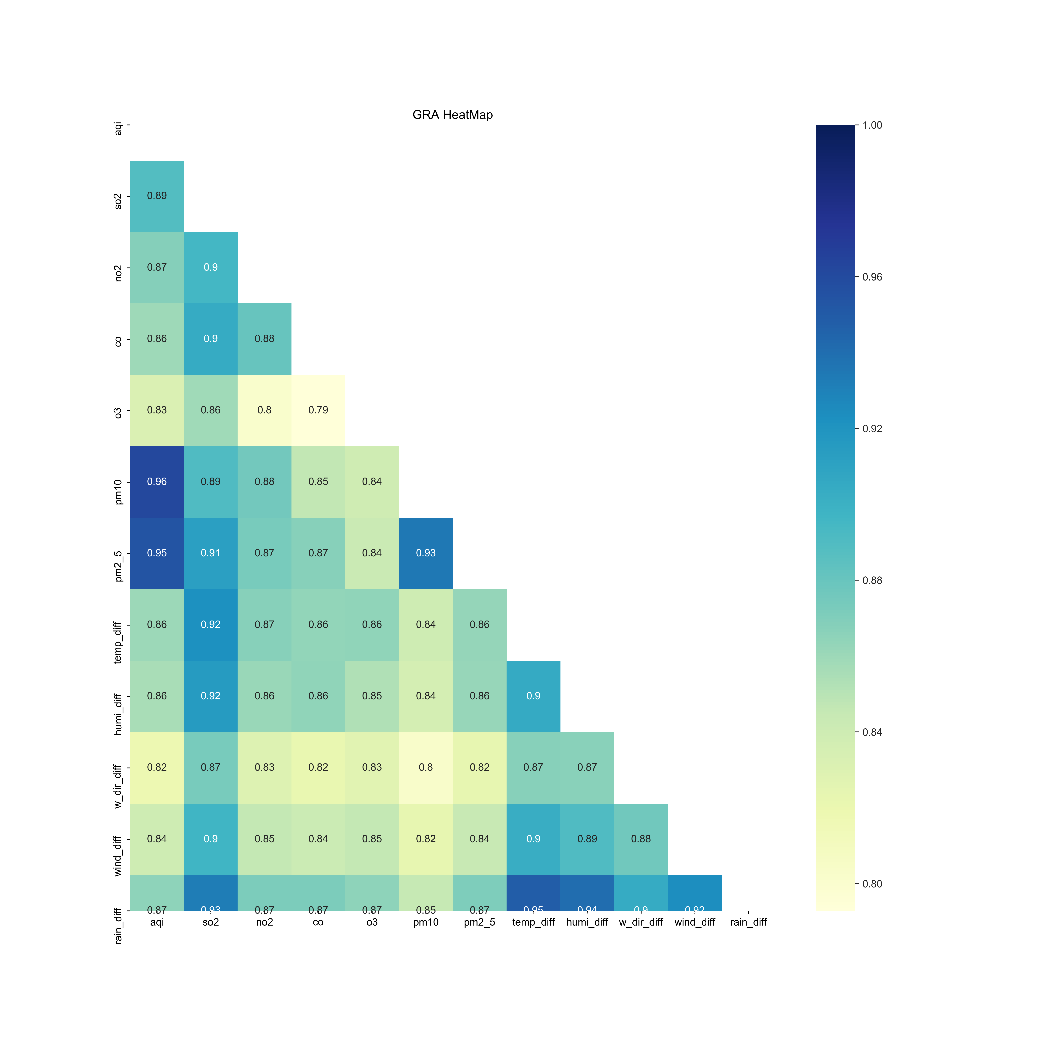 GRA HeatMap
aqi
1.00
so2 0.89
no2 0.87 0.9
0.96
co 0.86 0.9 0.88
o3 0.83 0.86 0.8 0.79
0.92
pm10 0.96 0.89 0.88 0.85 0.84
pm2_5 0.95 0.91 0.87 0.87 0.84 0.93
0.88
temp_diff 0.86 0.92 0.87 0.86 0.86 0.84 0.86
humi_diff 0.86 0.92 0.86 0.86 0.85 0.84 0.86 0.9
0.84
w_dir_diff 0.82 0.87 0.83 0.82 0.83 0.8 0.82 0.87 0.87
wind_diff 0.84 0.9 0.85 0.84 0.85 0.82 0.84 0.9 0.89 0.88
0.80
rain_diff 0.87 0.93 0.87 0.87 0.87 0.85 0.87 0.95 0.94 0.9 0.92
aqi so2 no2 co o3 pm10 pm2_5 temp_diff humi_diff w_dir_diff wind_diff rain_diff